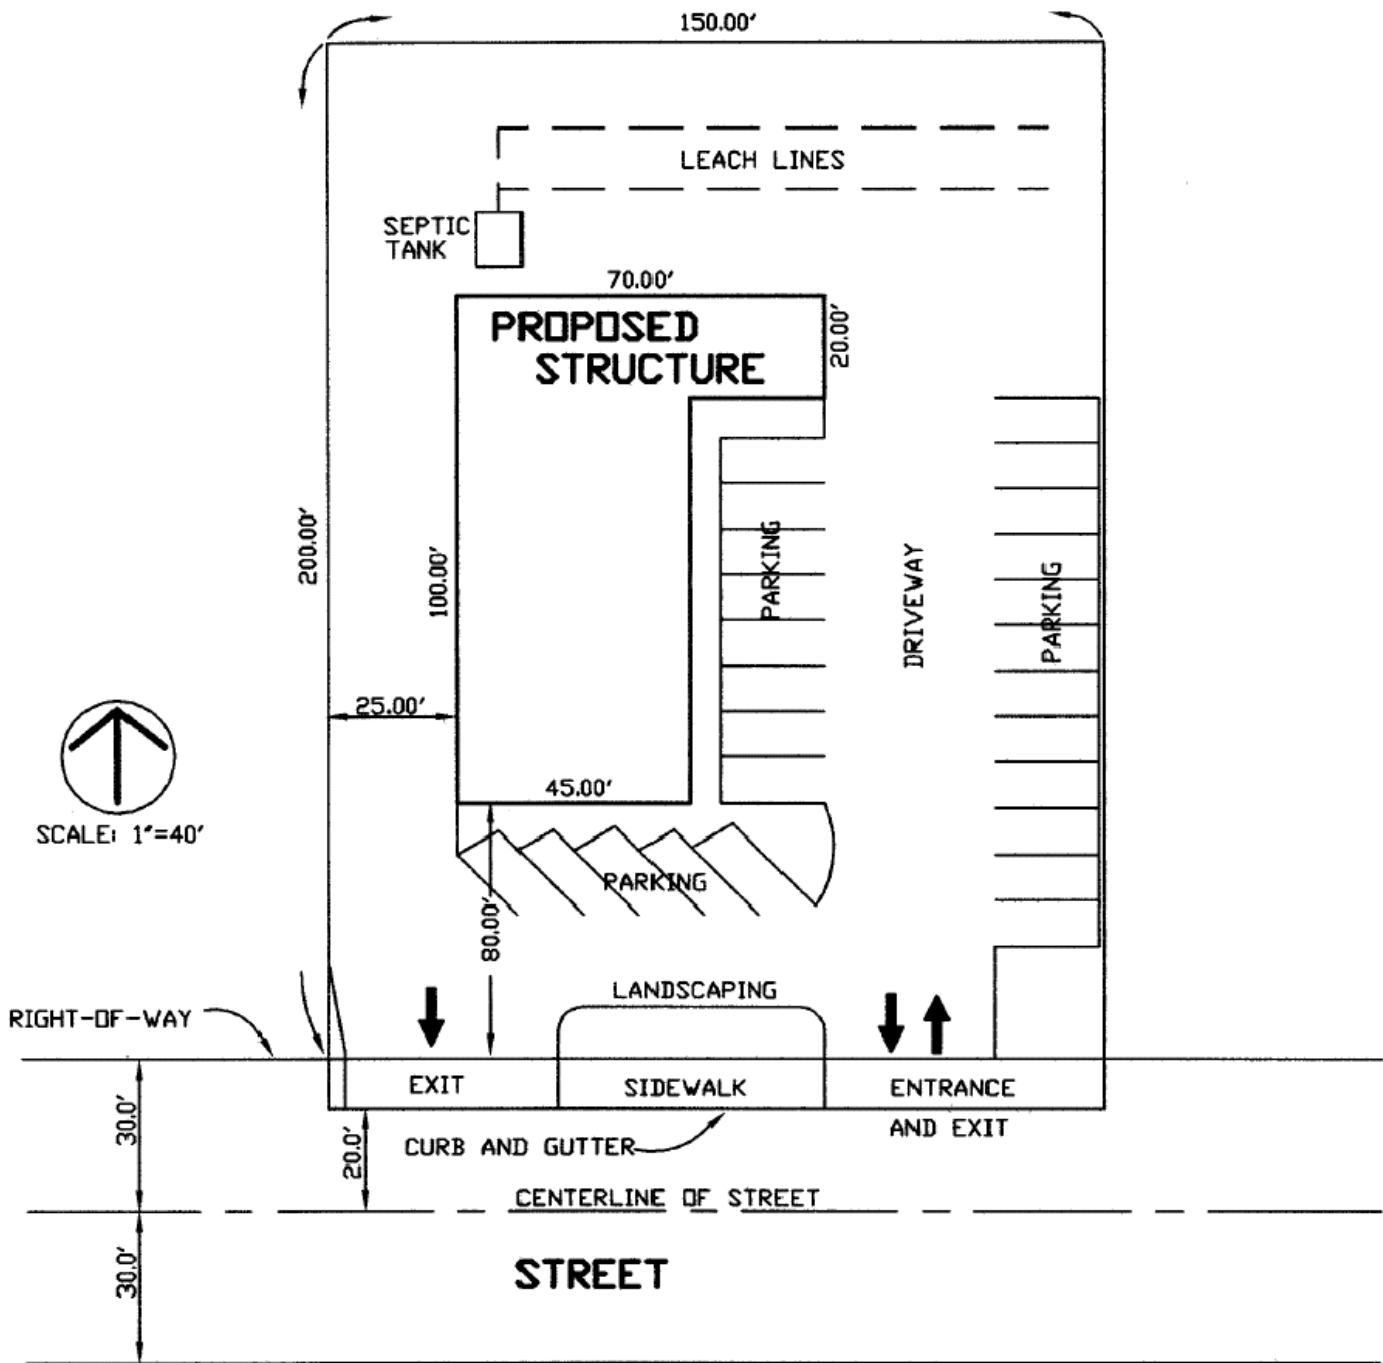 150.00'
LEACH LINES
SEPTIC
TANK
70.00'
PROPOSED
STRUCTURE
20.00'
200.00'
100.00'
PARKING
DRIVEWAY
PARKING
25.00'
45.00'
SCALE: 1"=40'
PARKING
80.00'
LANDSCAPING
RIGHT-OF-WAY
EXIT
SIDEWALK
ENTRANCE
AND EXIT
30.0'
20.0'
CURB AND GUTTER
CENTERLINE OF STREET
30.0'
STREET